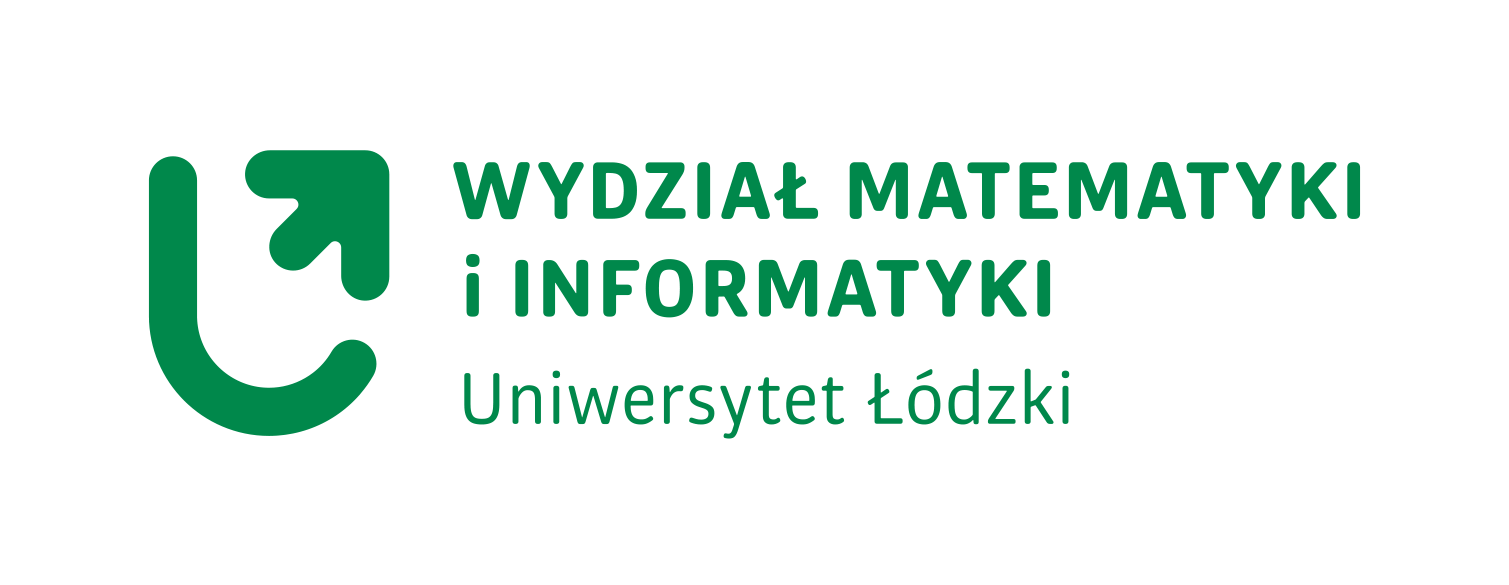 WYDZIAŁ MATEMATYKI
i INFORMATYKI
Uniwersytet Łódzki